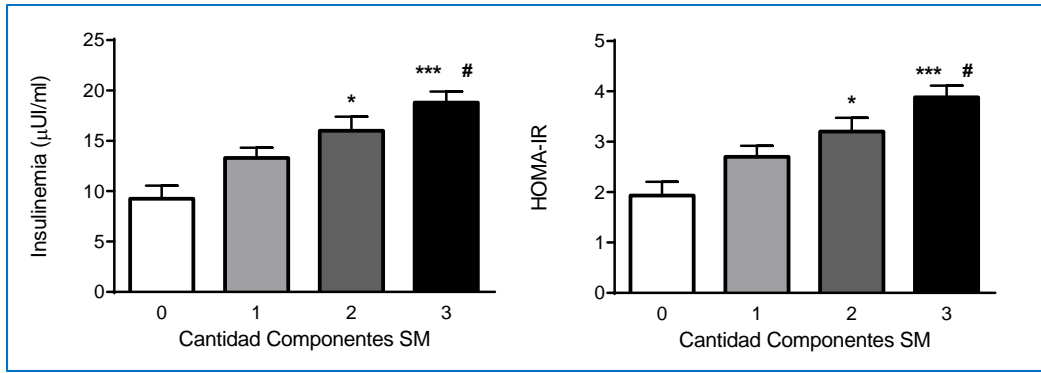 25
20
15
10
5
0
Insulinemia (μUI/ml)
*
*** #
0 1 2 3
Cantidad Componentes SM
5
4
3
2
1
0
HOMA-IR
*
*** #
0 1 2 3
Cantidad Componentes SM